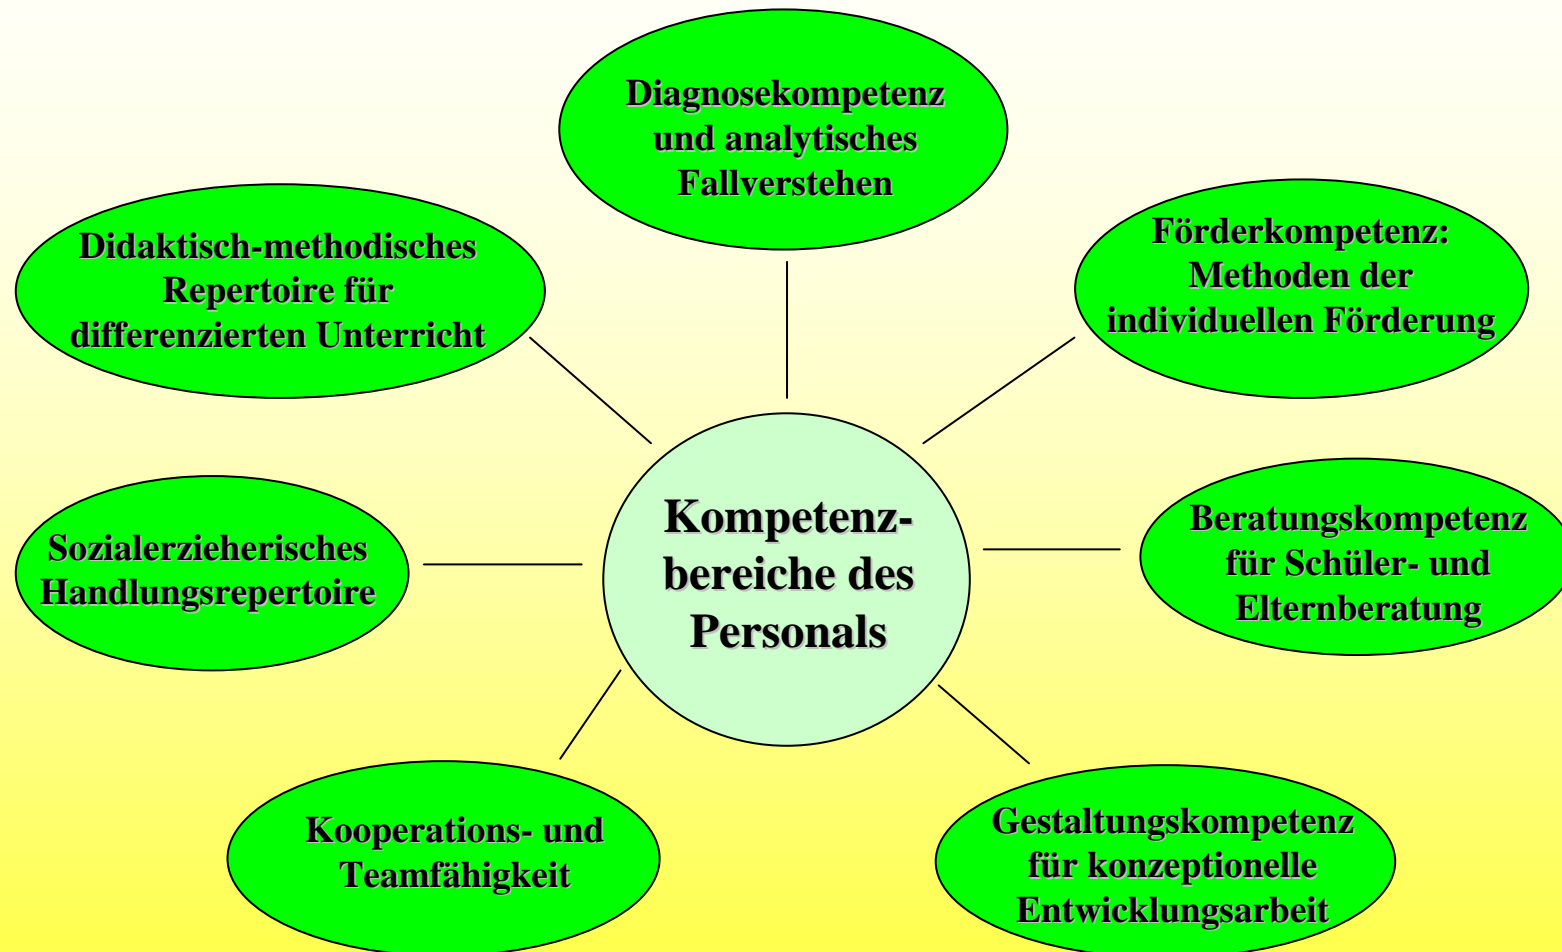 Diagnosekompetenz
und analytisches
Fallverstehen
Didaktisch-methodisches
Repertoire für
differenzierten Unterricht
Förderkompetenz:
Methoden der
individuellen Förderung
Kompetenz-
bereiche des
Personals
Sozialerzieherisches
Handlungsrepertoire
Beratungskompetenz
für Schüler- und
Elternberatung
Kooperations- und
Teamfähigkeit
Gestaltungskompetenz
für konzeptionelle
Entwicklungsarbeit